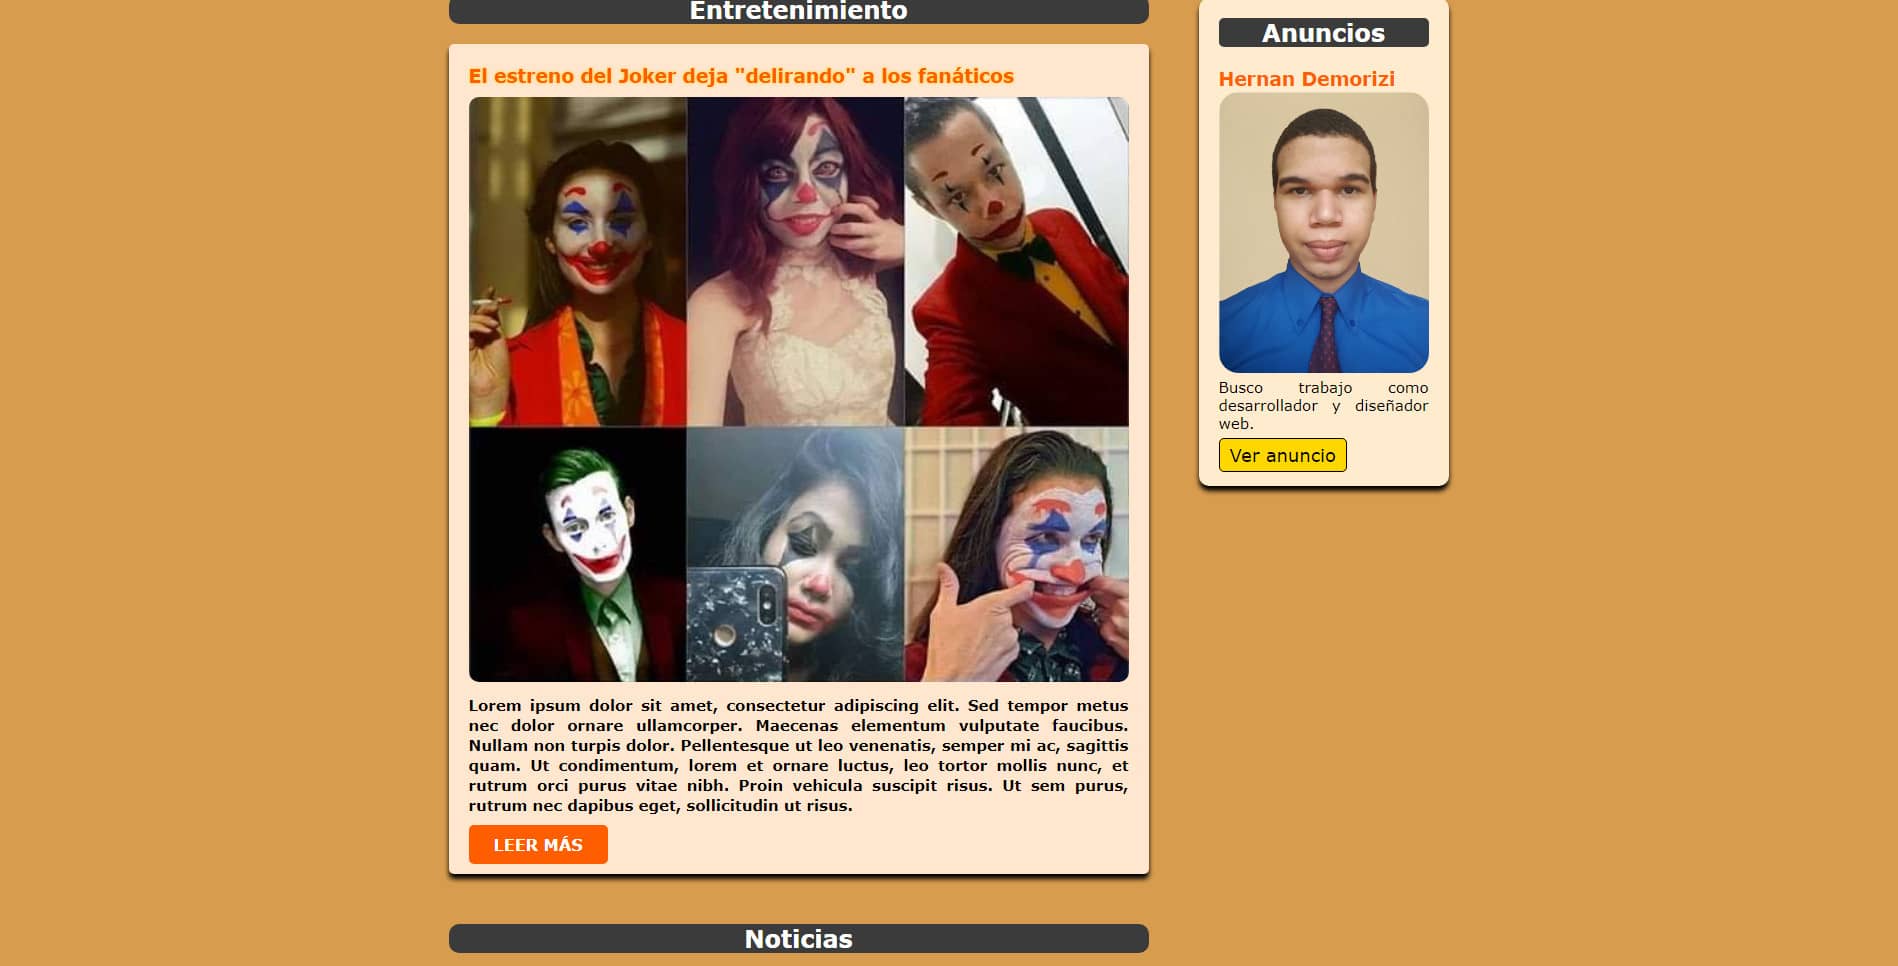 Entretenimiento
El estreno del Joker deja "delirando" a los fanáticos
Lorem ipsum dolor sit amet, consectetur adipiscing elit. Sed tempor metus
nec dolor ornare ullamcorper. Maecenas elementum vulputate faucibus.
Nullam non turpis dolor. Pellentesque ut leo venenatis, semper mi ac, sagittis
quam. Ut condimentum, lorem et ornare luctus, leo tortor mollis nunc, et
rutrum orci purus vitae nibh. Proin vehicula suscipit risus. Ut sem purus,
rutrum nec dapibus eget, sollicitudin ut risus.
LEER MÁS
Noticias
Anuncios
Hernan Demorizi
Busco trabajo como
desarrollador y diseñador
web.
Ver anuncio